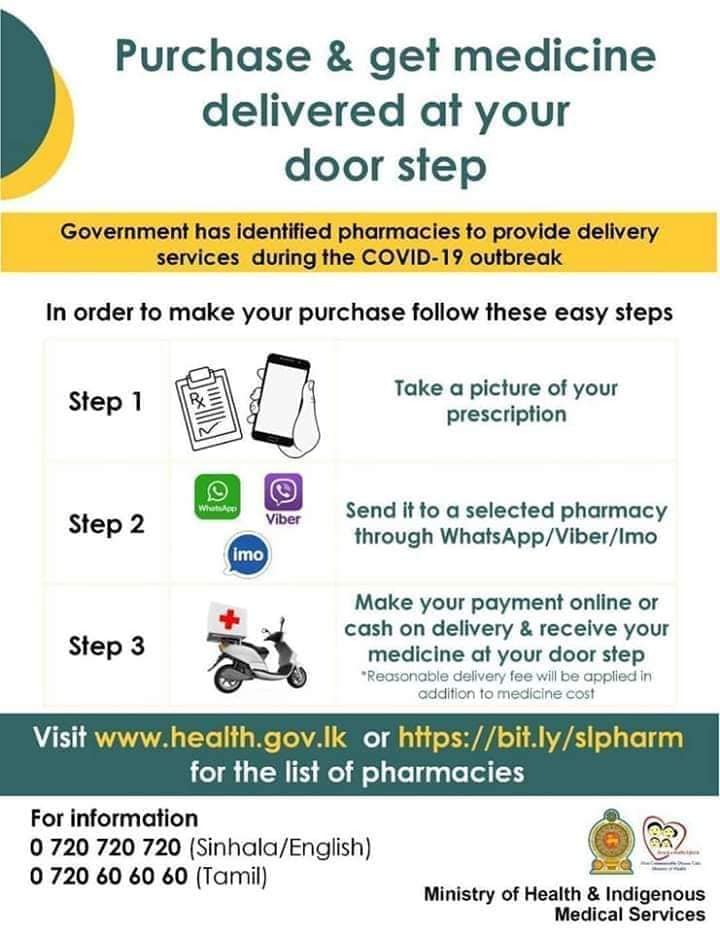 Purchase & get medicine
delivered at your
door step
Government has identified pharmacies to provide delivery
services during the COVID-19 outbreak
In order to make your purchase follow these easy steps
Step 1
Rx
Take a picture of your
prescription
Step 2
WhatsApp
Viber
imo
Send it to a selected pharmacy
through WhatsApp/Viber/Imo
Step 3
Make your payment online or
cash on delivery & receive your
medicine at your door step
*Reasonable delivery fee will be applied in
addition to medicine cost
Visit www.health.gov.lk or https://bit.ly/slpharm
for the list of pharmacies
For information
0 720 720 720 (Sinhala/English)
0 720 60 60 60 (Tamil)
Ministry of Health & Indigenous
Medical Services